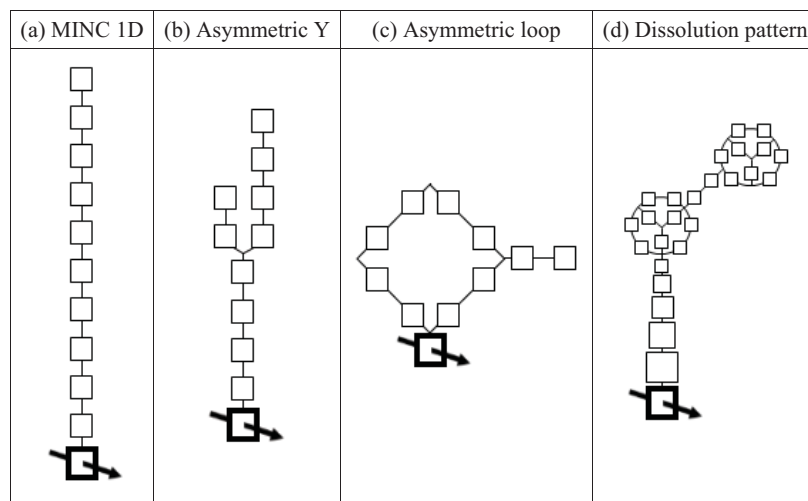 (a) MINC 1D
(b) Asymmetric Y
(c) Asymmetric loop
(d) Dissolution pattern